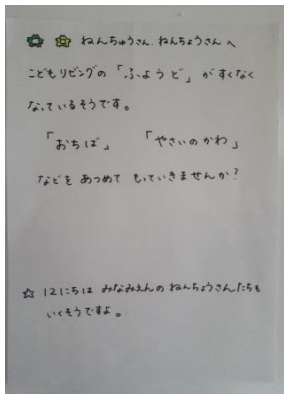 ねんちゅうさん、ねんちょうさんへ
こどもリビングの「ふようど」がすくなく
なっているそうです。
「おちば」 「やさいのかわ」
などをあつめてもっていきませんか?
☆ 12にちは みなみえんの ねんちょうさんたちも
いくそうですよ。